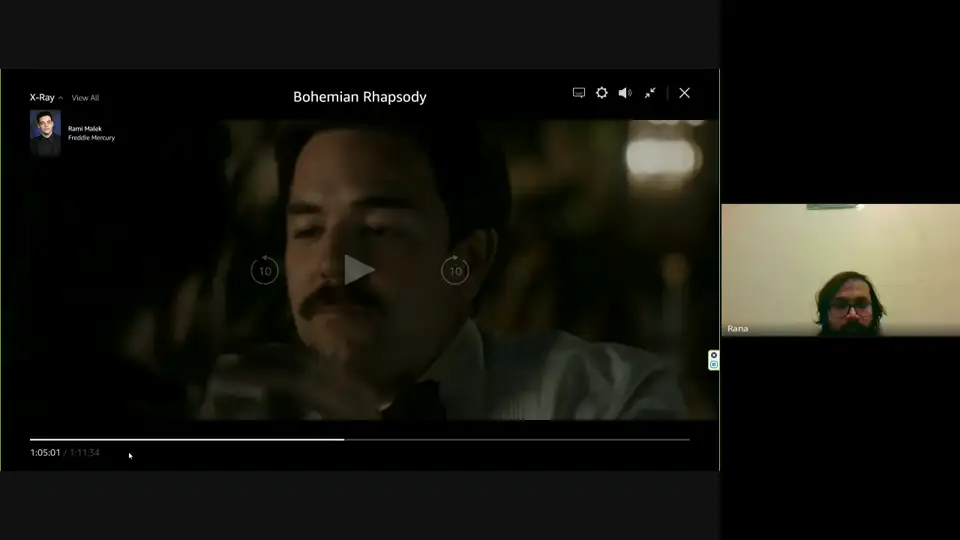 X-Ray View All
Bohemian Rhapsody
Rami Malek
Freddie Mercury
10
10
1:05:01 / 1:11:34
Rana